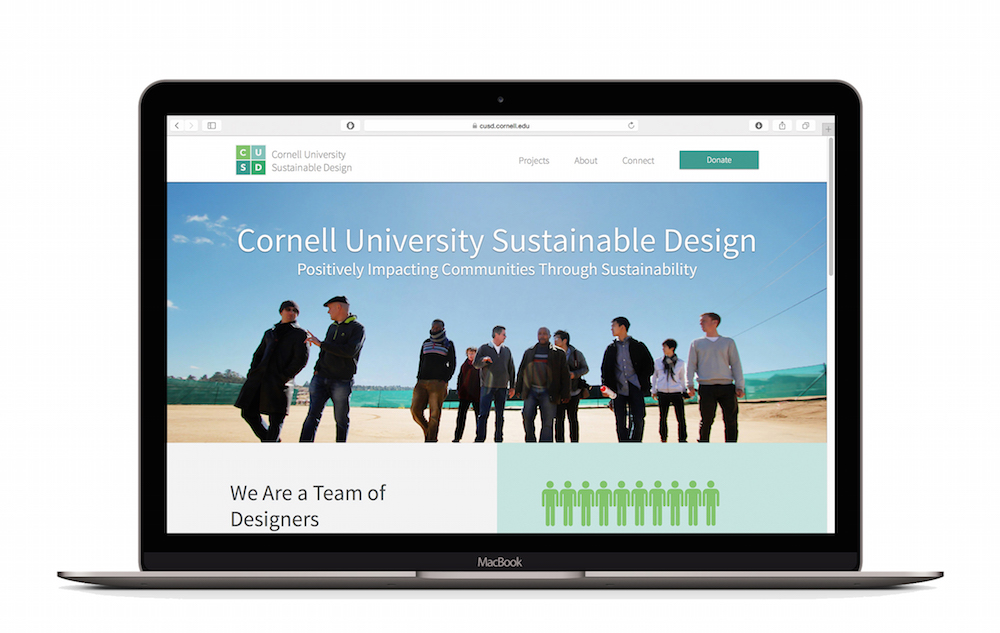 cusd.cornell.edu
C U
S D
Cornell University
Sustainable Design
Projects
About
Connect
Donate
Cornell University Sustainable Design
Positively Impacting Communities Through Sustainability
We Are a Team of
Designers
MacBook